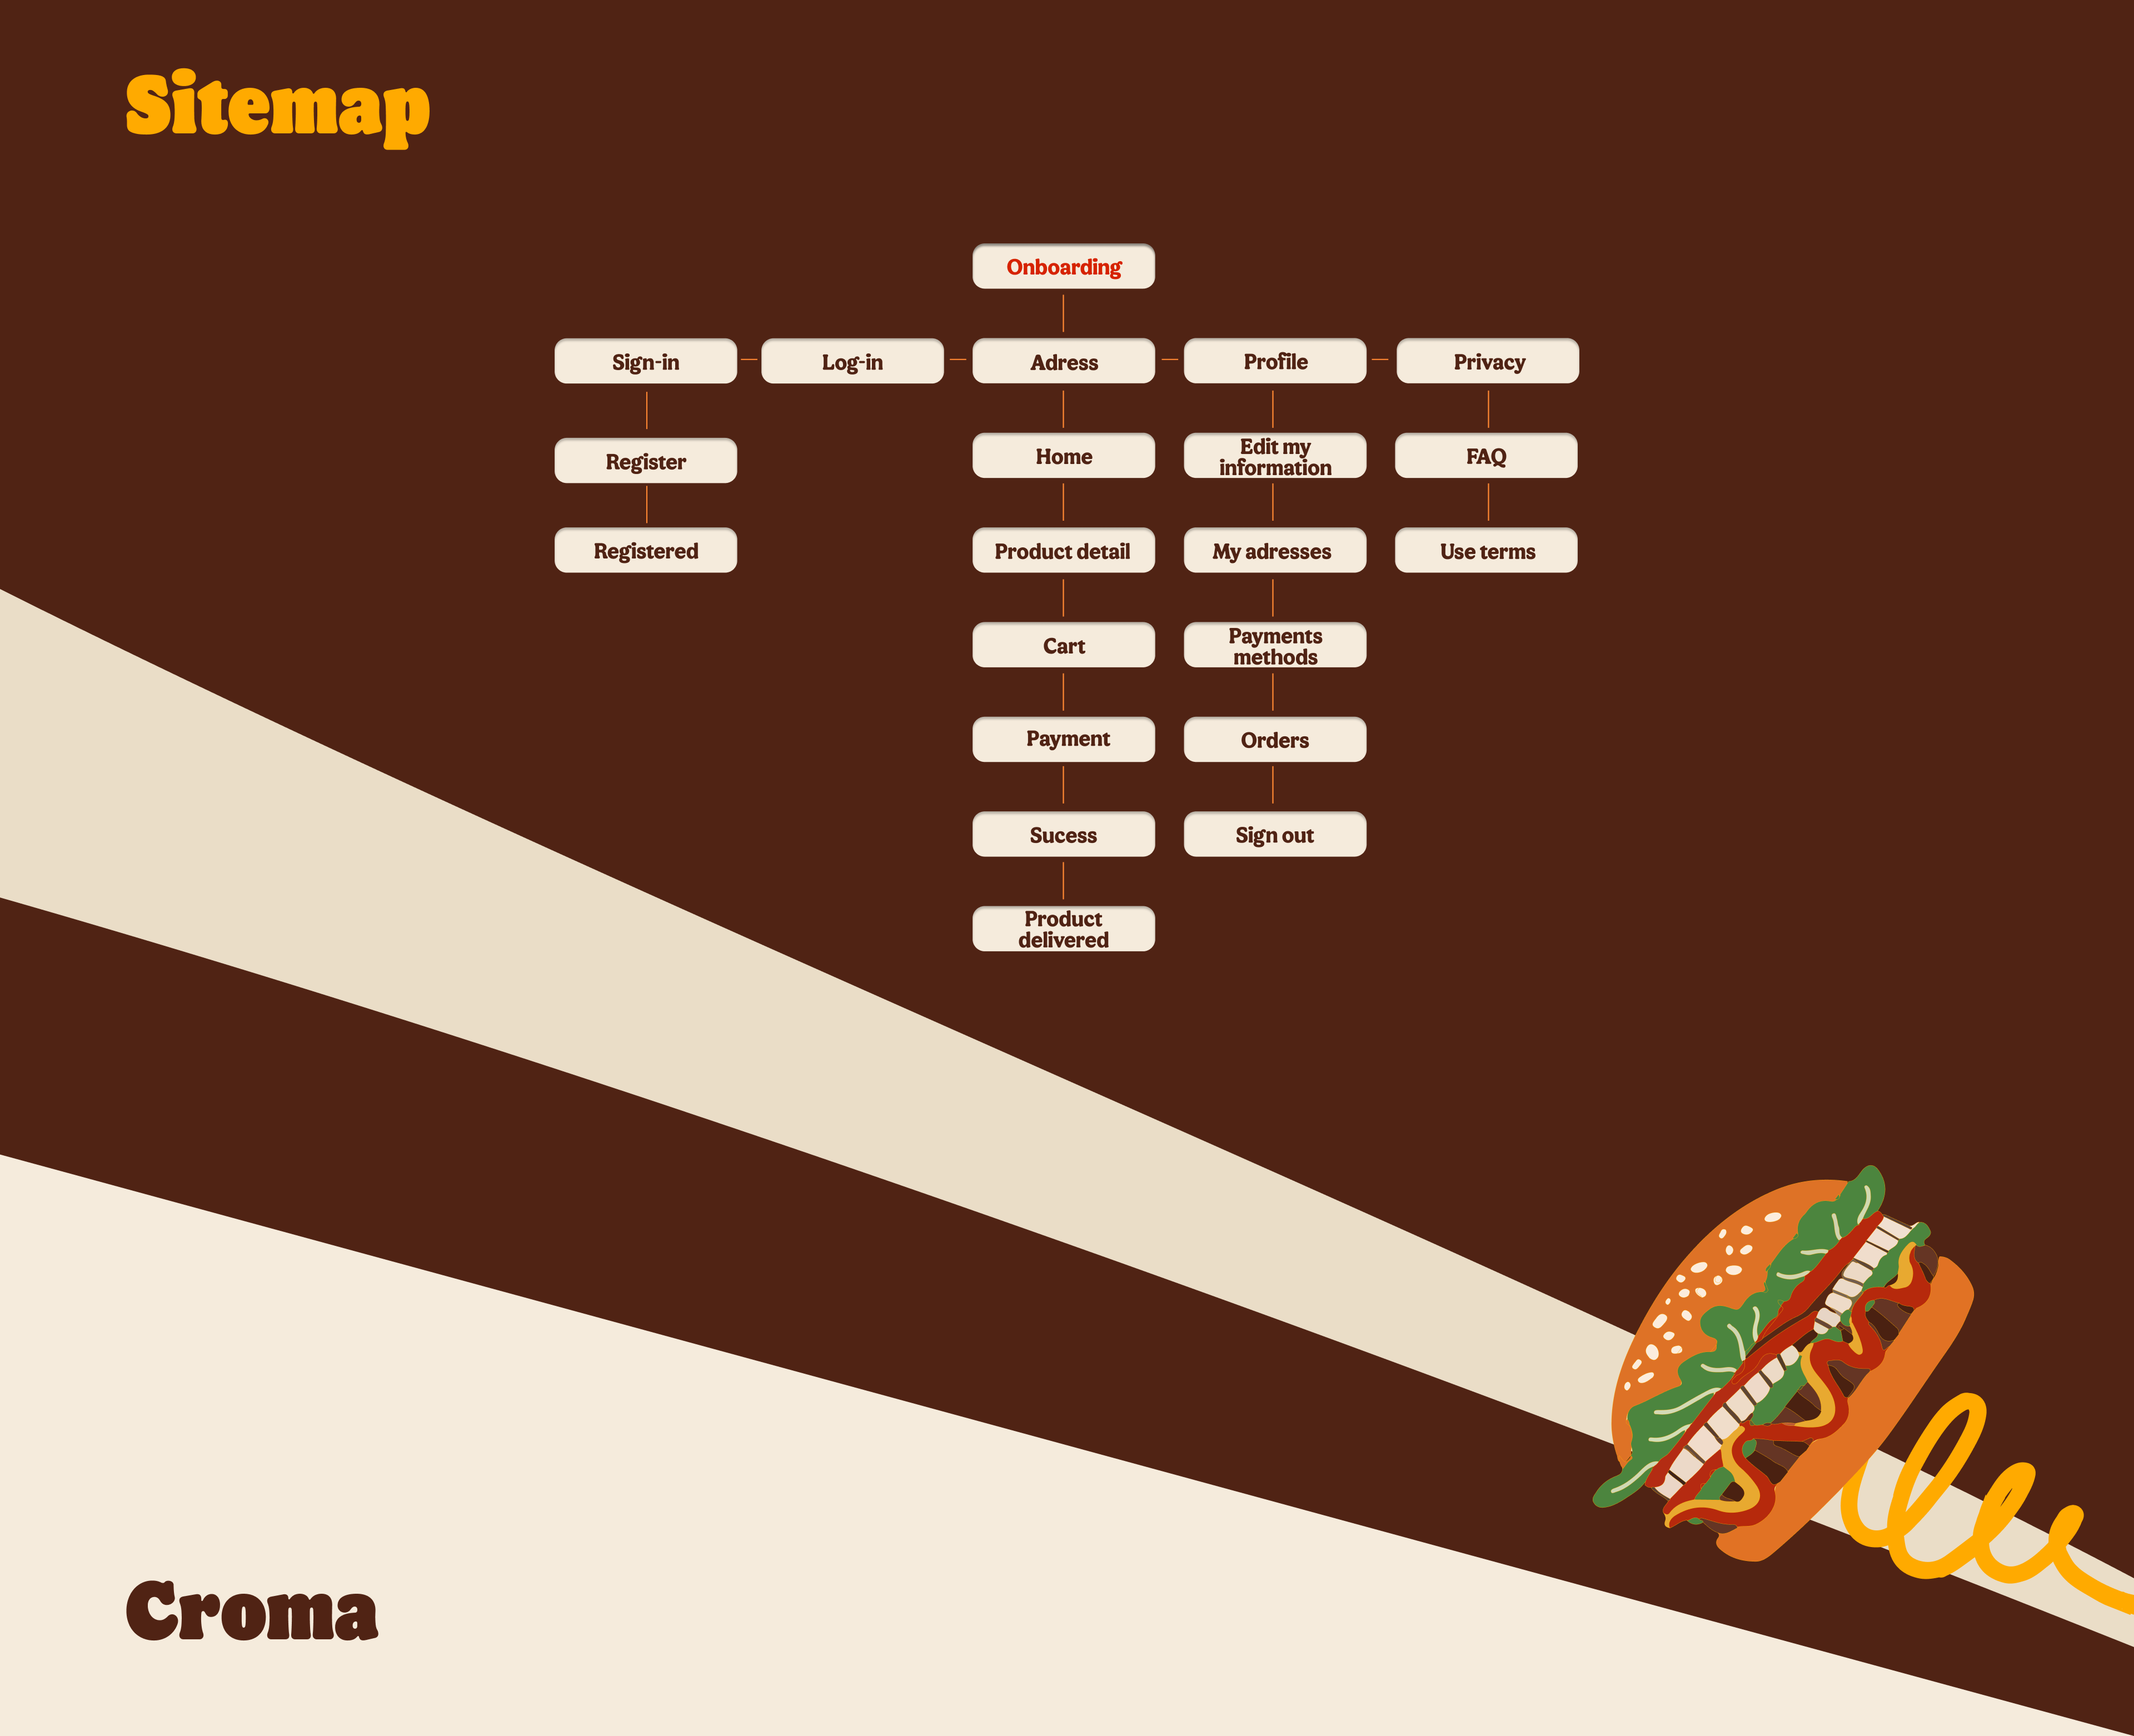 Sitemap
Onboarding
Sign-in
Log-in
Adress
Profile
Privacy
Register
Home
Edit my
information
FAQ
Registered
Product detail
My adresses
Use terms
Cart
Payments
methods
Payment
Orders
Sucess
Sign out
Product
delivered
Croma